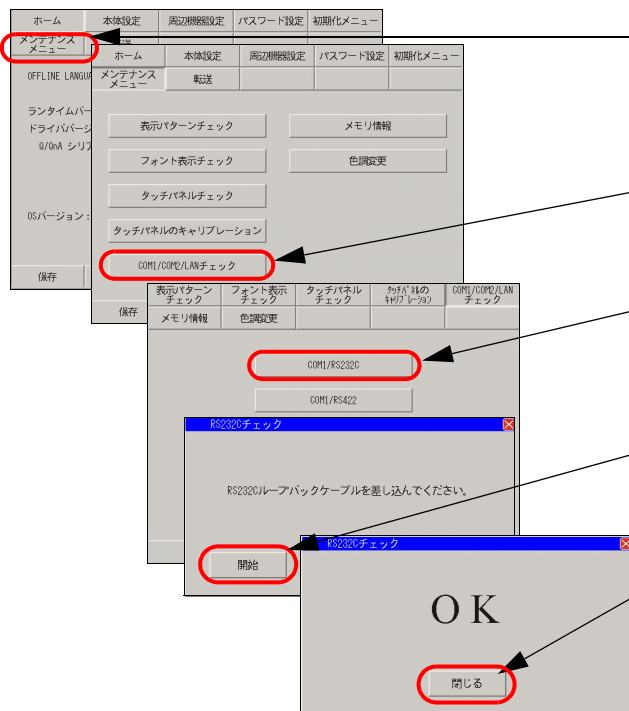 ホーム 本体設定 周辺機器設定 パスワード設定 初期化メニュー
メンテナンス
メニュー
OFFLINE LANGUA
ランタイムバー
ドライババージ
Q/QnA シリア
OSバージョン:
保存
ホーム 本体設定 周辺機器設定 パスワード設定 初期化メニュー
メンテナンス
メニュー
転送
表示パターンチェック メモリ情報
フォント表示チェック 色調変更
タッチパネルチェック
タッチパネルのキャリブレーション
COM1/COM2/LANチェック
保存
表示パターン
チェック
フォント表示
チェック
タッチパネル
チェック
タッチパネルの
キャリブレーション
COM1/COM2/LAN
チェック
メモリ情報 色調変更
COM1/RS232C
COM1/RS422
RS232Cチェック
RS232Cループバックケーブルを差し込んでください。
開始
RS232Cチェック
OK
閉じる